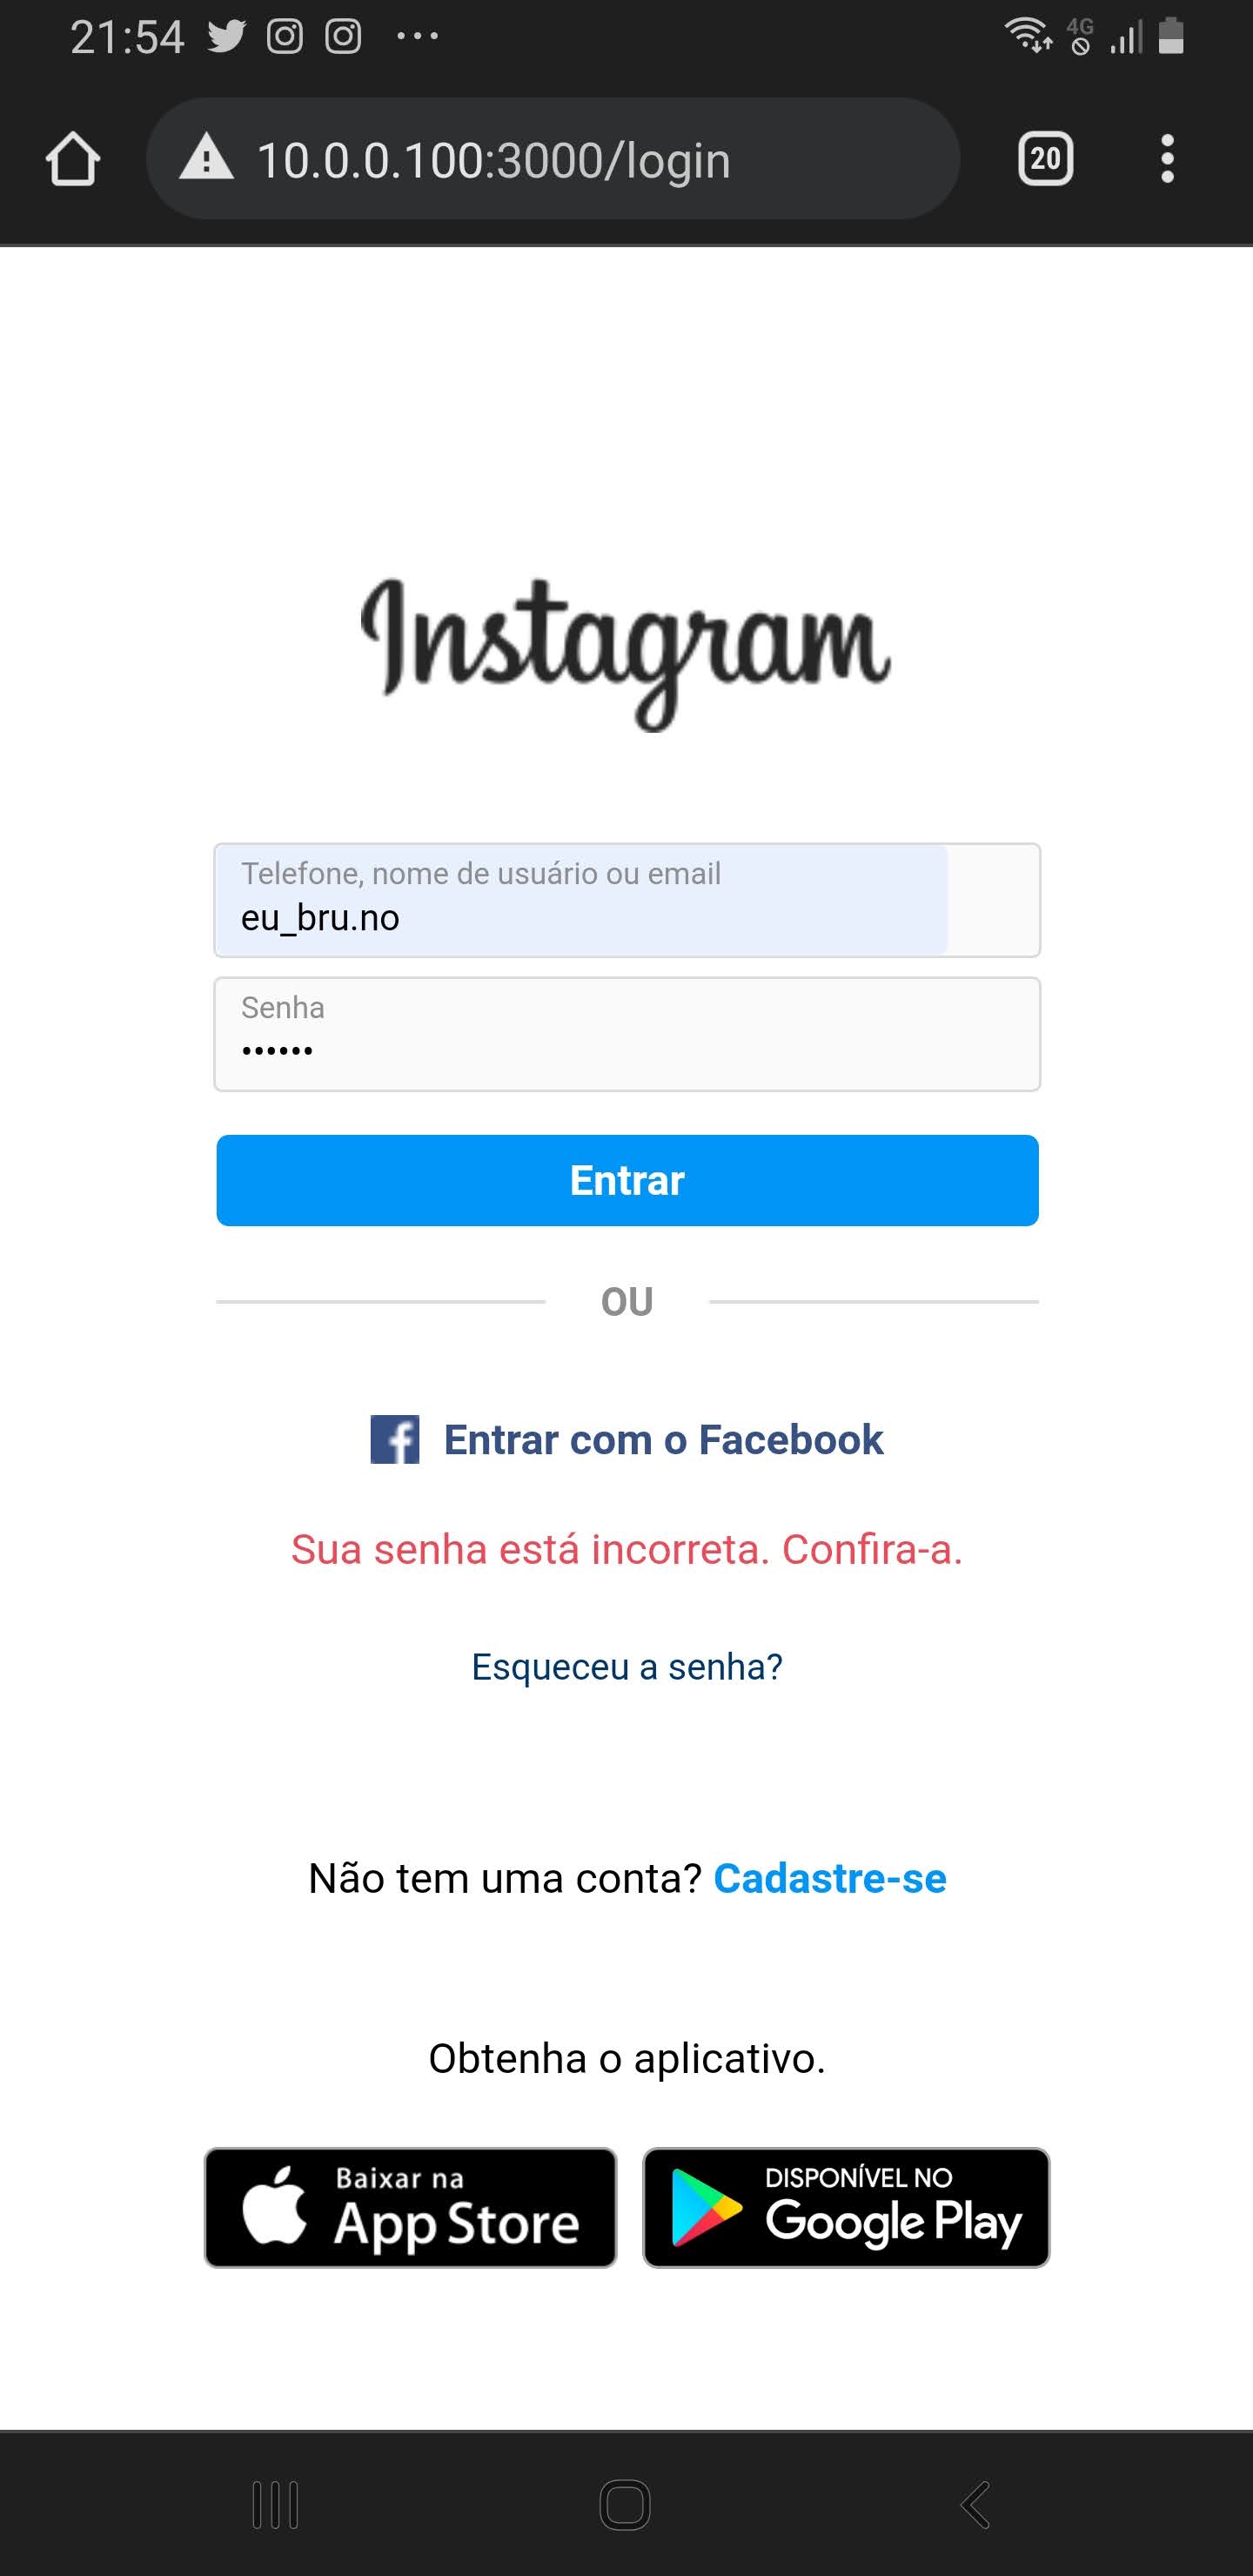 21:54
4G
10.0.0.100:3000/login
20
Instagram
Telefone, nome de usuário ou email
eu_bru.no
Senha
••••••
Entrar
OU
Entrar com o Facebook
Sua senha está incorreta. Confira-a.
Esqueceu a senha?
Não tem uma conta? Cadastre-se
Obtenha o aplicativo.
Baixar na
App Store
DISPONÍVEL NO
Google Play